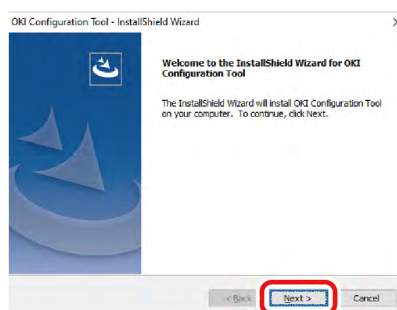 OKI Configuration Tool - InstallShield Wizard
Welcome to the InstallShield Wizard for OKI
Configuration Tool
The InstallShield Wizard will install OKI Configuration Tool
on your computer. To continue, click Next.
< Back Next > Cancel